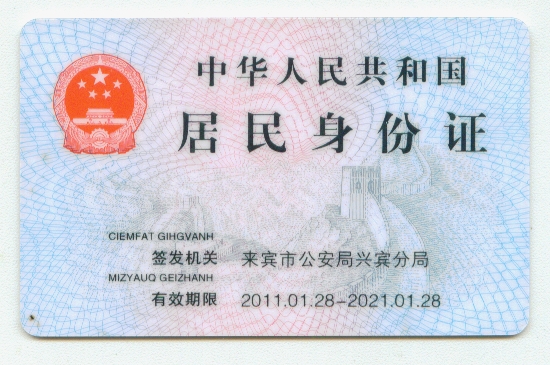 中华人民共和国
居民身份证
CIEMFAT GIHGVANH
签发机关 来宾市公安局兴宾分局
MIZYAUQ GEIZHANH
有效期限 2011.01.28-2021.01.28